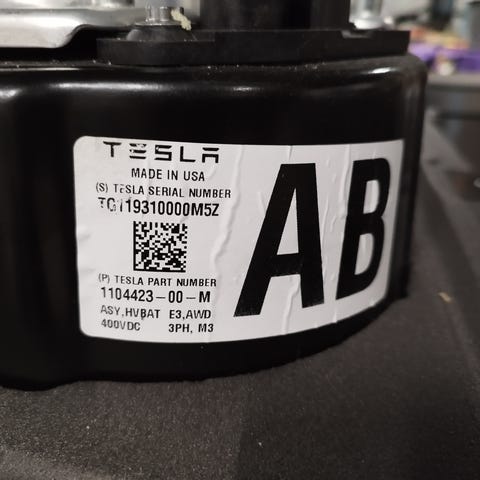 TESLA
MADE IN USA
(S) TESLA SERIAL NUMBER
TG119310000M5Z
(P) TESLA PART NUMBER
1104423-00-M
ASY,HVBAT E3,AWD
400VDC 3PH, M3
AB